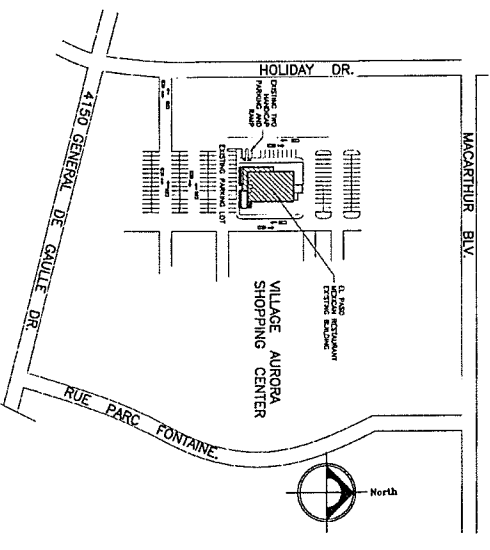 HOLIDAY DR.
MACARTHUR BLV.
EXISTING TWO
HANDICAP
PARKING AND
RAMP
EXISTING PARKING LOT
EL PASO
MEXICAN RESTAURANT
EXISTING BUILDING
VILLAGE AURORA
SHOPPING CENTER
4150 GENERAL DE GAULLE DR.
RUE PARC FONTAINE.
North